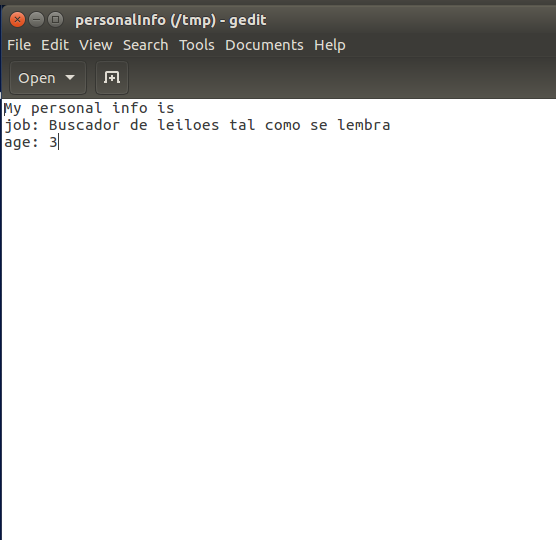 personalInfo (/tmp) - gedit
File Edit View Search Tools Documents Help
Open
My personal info is
job: Buscador de leiloes tal como se lembra
age: 3